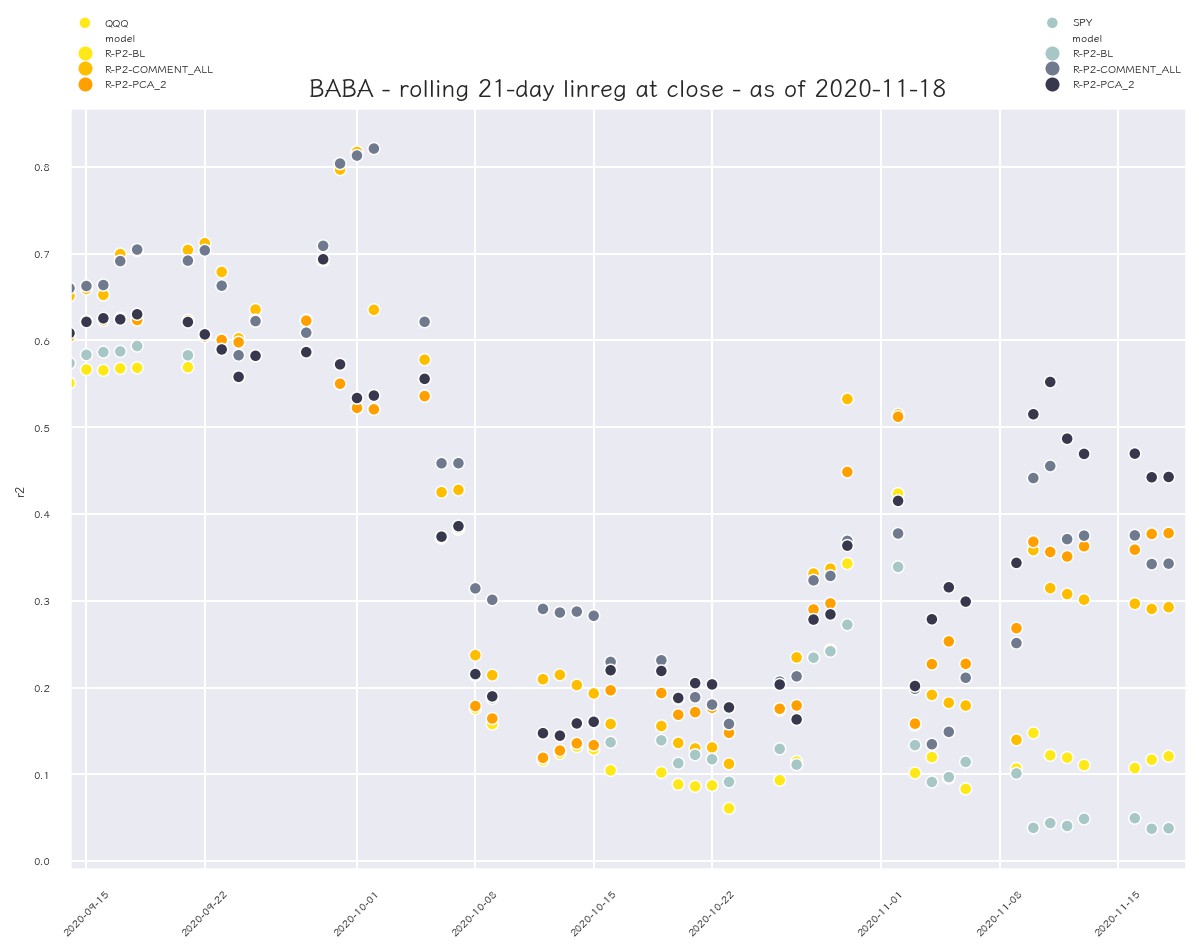 QQQ
model
R-P2-BL
R-P2-COMMENT_ALL
R-P2-PCA_2
SPY
model
R-P2-BL
R-P2-COMMENT_ALL
R-P2-PCA_2
BABA - rolling 21-day linreg at close - as of 2020-11-18
0.8
0.7
0.6
0.5
0.4
0.3
0.2
0.1
0.0
r2
2020-09-15
2020-09-22
2020-10-01
2020-10-08
2020-10-15
2020-10-22
2020-11-01
2020-11-08
2020-11-15